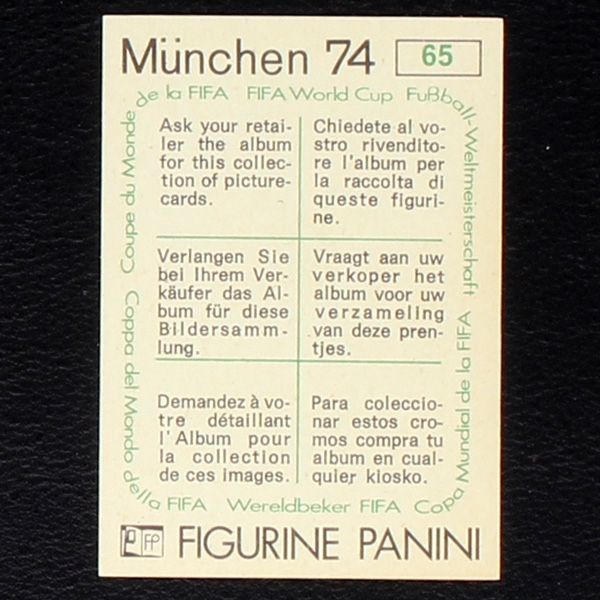 München 74 65
de la FIFA FIFA World Cup Fußball-Weltmeisterschaft
Ask your retai-
ler the album
for this collec-
tion of picture-
cards.
Chiedete al vo-
stro rivendito-
re l'album per
la raccolta di
queste figuri-
ne.
Verlangen Sie
bei Ihrem Ver-
käufer das Al-
bum für diese
Bildersamm-
lung.
Vraagt aan uw
verkoper het
album voor uw
verzameling
van deze pren-
tjes.
Demandez à vo-
tre détaillant
l'Album pour
la collection
de ces images.
Para coleccio-
nar estos cro-
mos compra tu
album en cual-
quier kiosko.
Coupe du Monde
Coppa del Mondo della FIFA
Wereldbeker FIFA
Copa Mundial de la FIFA
FP FIGURINE PANINI